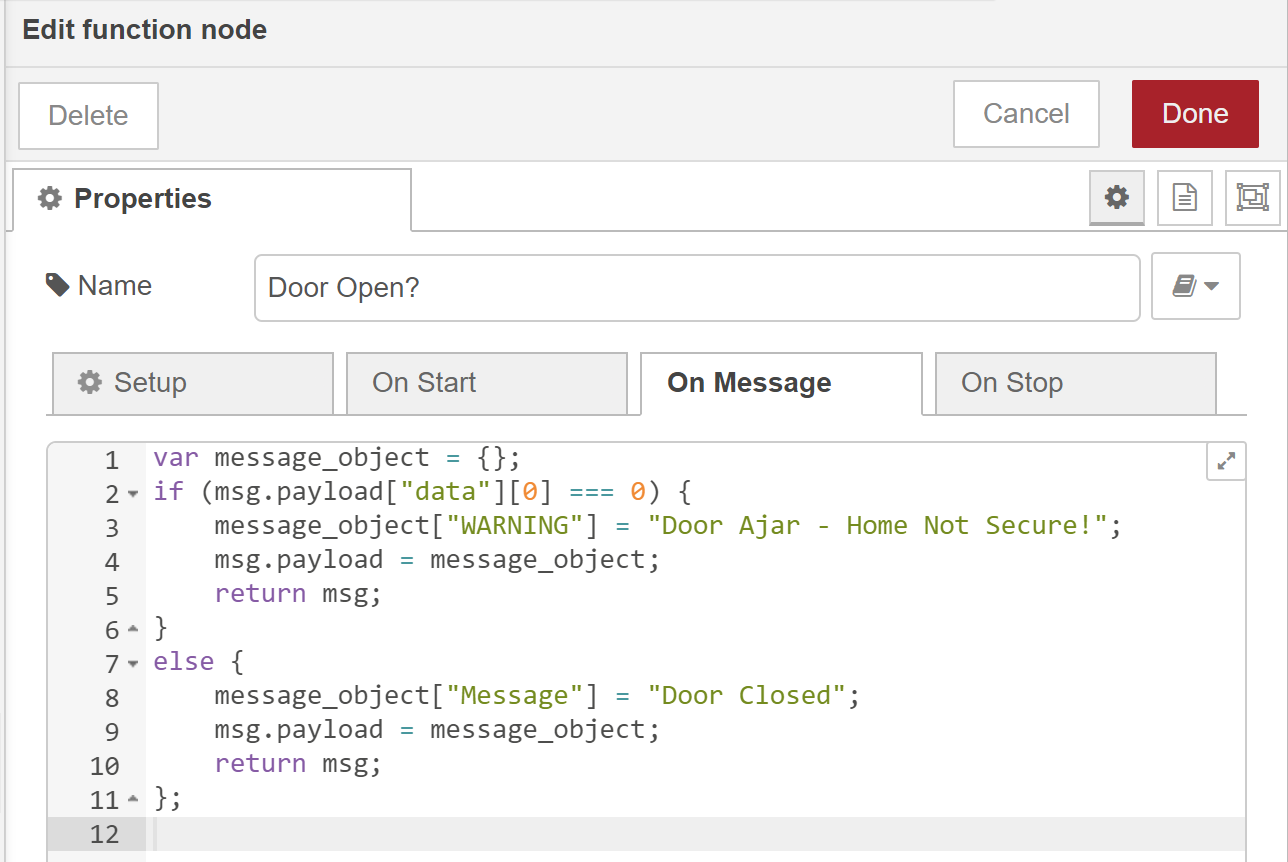 Edit function node
Delete
Cancel
Done
Properties
Name
Door Open?
Setup
On Start
On Message
On Stop
1 var message_object = {};
2 if (msg.payload["data"][0] === 0) {
3     message_object["WARNING"] = "Door Ajar - Home Not Secure!";
4     msg.payload = message_object;
5     return msg;
6 }
7 else {
8     message_object["Message"] = "Door Closed";
9     msg.payload = message_object;
10     return msg;
11 };
12